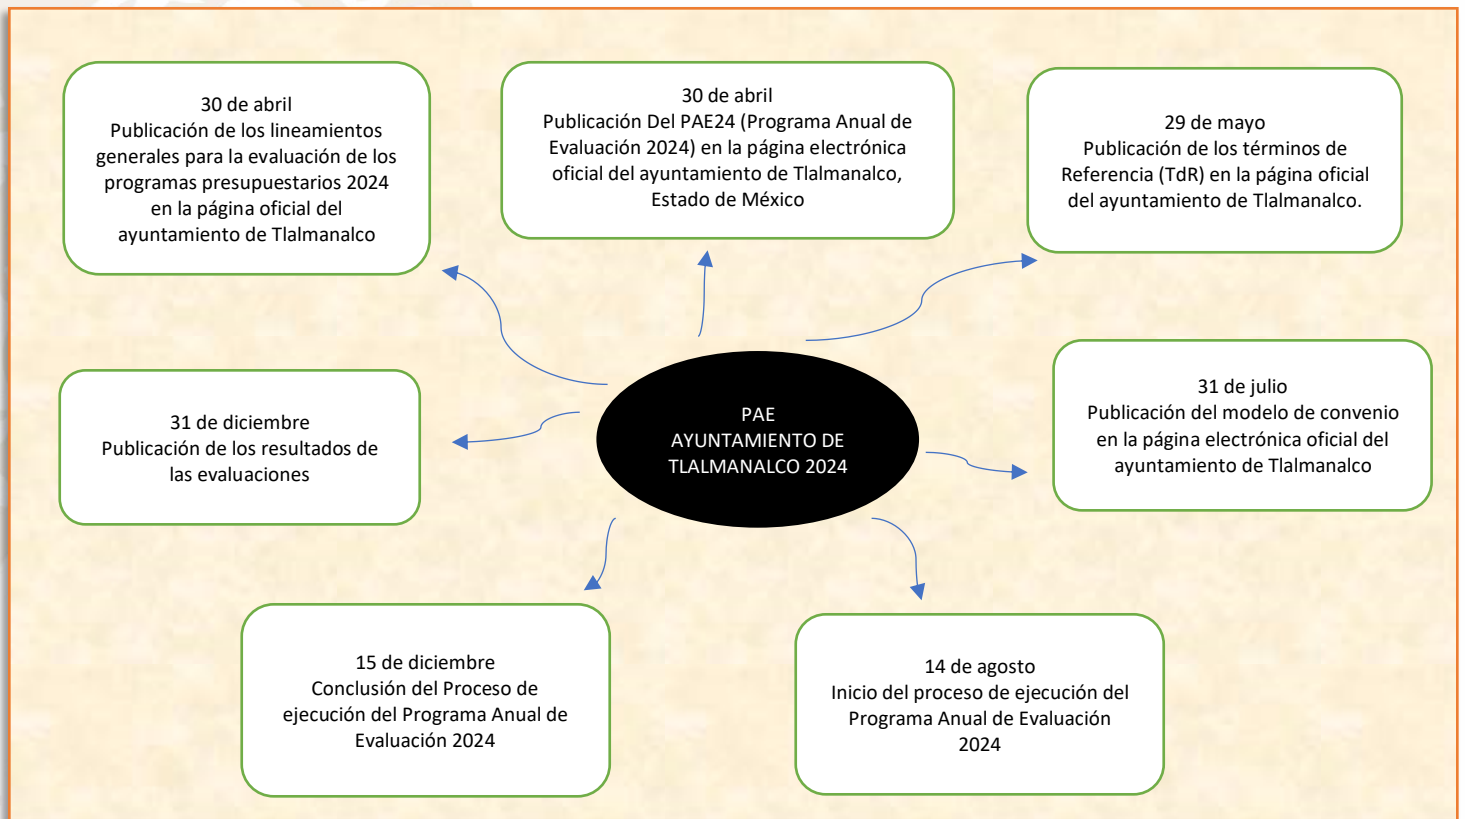 30 de abril
Publicación de los lineamientos
generales para la evaluación de los
programas presupuestarios 2024
en la página oficial del
ayuntamiento de Tlalmanalco
30 de abril
Publicación Del PAE24 (Programa Anual de
Evaluación 2024) en la página electrónica
oficial del ayuntamiento de Tlalmanalco,
Estado de México
29 de mayo
Publicación de los términos de
Referencia (TdR) en la página oficial
del ayuntamiento de Tlalmanalco.
31 de diciembre
Publicación de los resultados de
las evaluaciones
PAE
AYUNTAMIENTO DE
TLALMANALCO 2024
31 de julio
Publicación del modelo de convenio
en la página electrónica oficial del
ayuntamiento de Tlalmanalco
15 de diciembre
Conclusión del Proceso de
ejecución del Programa Anual de
Evaluación 2024
14 de agosto
Inicio del proceso de ejecución del
Programa Anual de Evaluación
2024